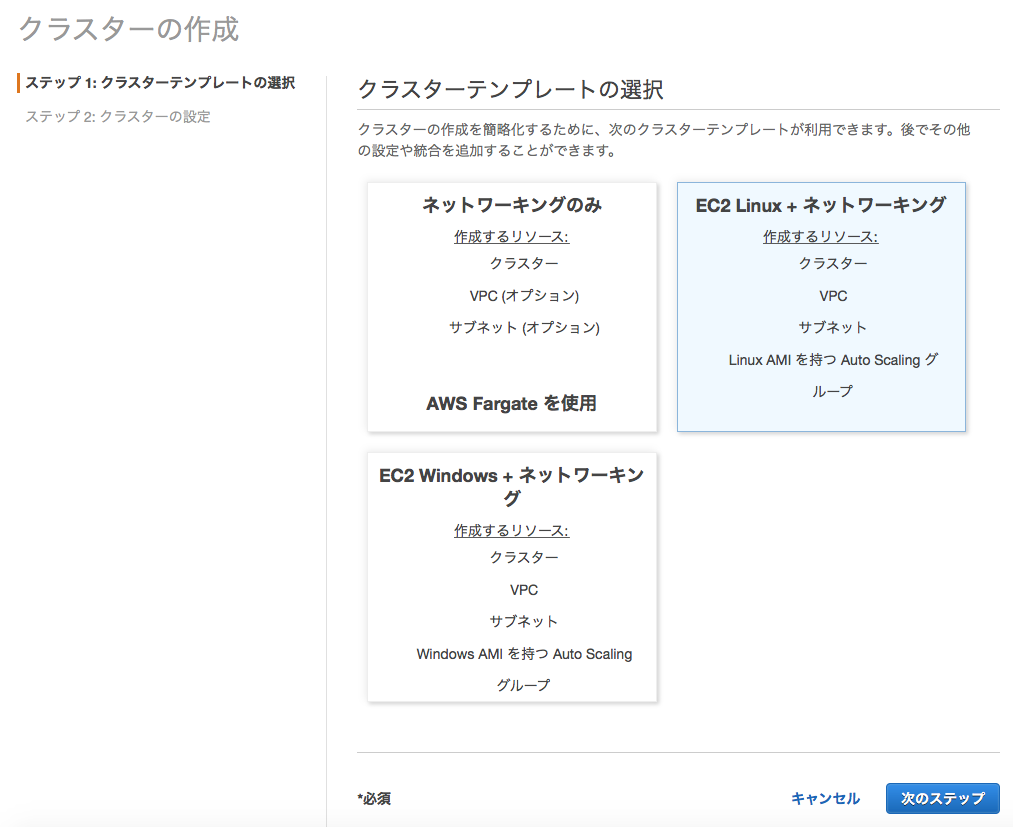 クラスターの作成
ステップ 1: クラスターテンプレートの選択
ステップ 2: クラスターの設定
クラスターテンプレートの選択
クラスターの作成を簡略化するために、次のクラスターテンプレートが利用できます。後でその他
の設定や統合を追加することができます。
ネットワーキングのみ
作成するリソース:
クラスター
VPC (オプション)
サブネット (オプション)
AWS Fargate を使用
EC2 Linux + ネットワーキング
作成するリソース:
クラスター
VPC
サブネット
Linux AMI を持つ Auto Scaling グ
ループ
EC2 Windows + ネットワーキン
グ
作成するリソース:
クラスター
VPC
サブネット
Windows AMI を持つ Auto Scaling
グループ
*必須
キャンセル
次のステップ